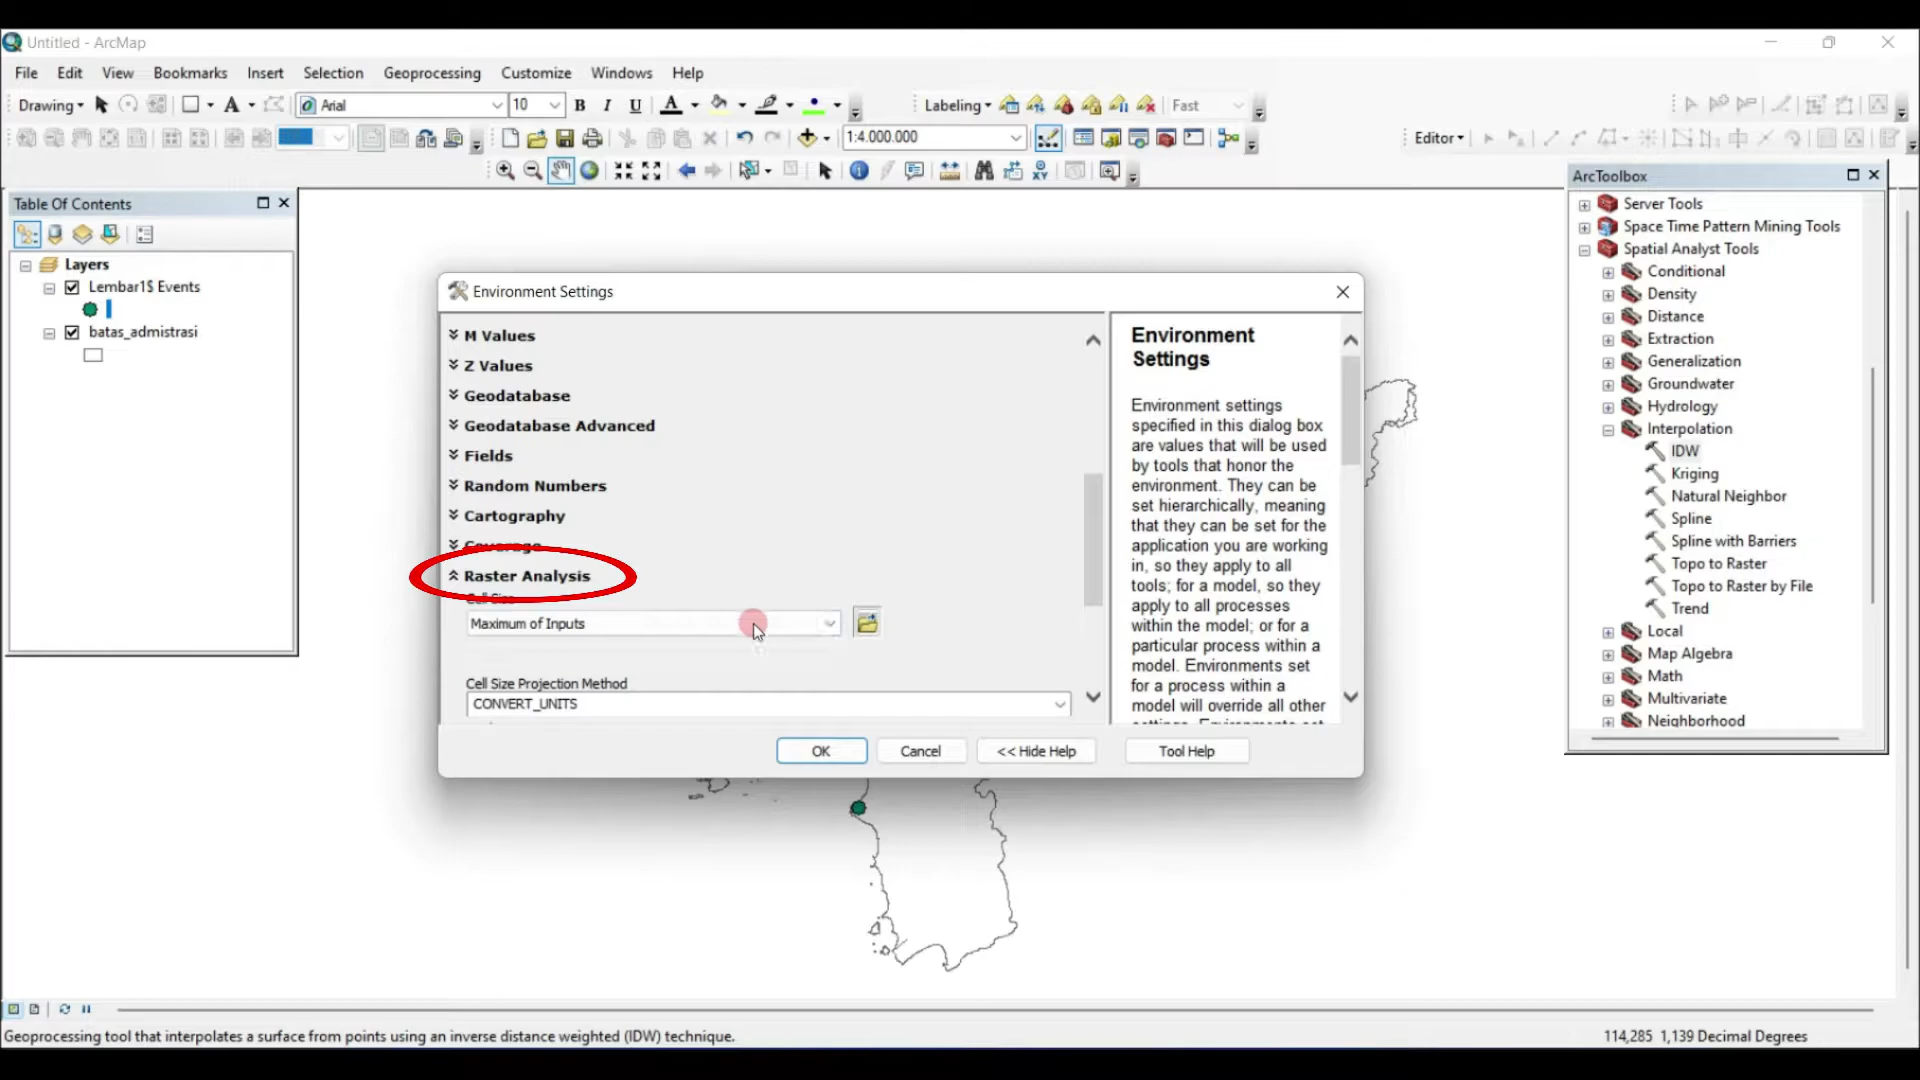 Untitled - ArcMap
File Edit View Bookmarks Insert Selection Geoprocessing Customize Windows Help
Drawing Arial 10 B I U A Labeling Fast
1:4.000.000 Editor
Table Of Contents
Layers
Lembar1$ Events
batas_admistrasi
Environment Settings
M Values
Z Values
Geodatabase
Geodatabase Advanced
Fields
Random Numbers
Cartography
Coverage
Raster Analysis
Cell Size
Maximum of Inputs
Cell Size Projection Method
CONVERT_UNITS
OK Cancel << Hide Help Tool Help
Environment
Settings
Environment settings
specified in this dialog box
are values that will be used
by tools that honor the
environment. They can be
set hierarchically, meaning
that they can be set for the
application you are working
in, so they apply to all
tools; for a model, so they
apply to all processes
within the model; or for a
particular process within a
model. Environments set
for a process within a
model will override all other
settings. Environments set
ArcToolbox
Server Tools
Space Time Pattern Mining Tools
Spatial Analyst Tools
Conditional
Density
Distance
Extraction
Generalization
Groundwater
Hydrology
Interpolation
IDW
Kriging
Natural Neighbor
Spline
Spline with Barriers
Topo to Raster
Topo to Raster by File
Trend
Local
Map Algebra
Math
Multivariate
Neighborhood
Geoprocessing tool that interpolates a surface from points using an inverse distance weighted (IDW) technique.
114,285 1,139 Decimal Degrees